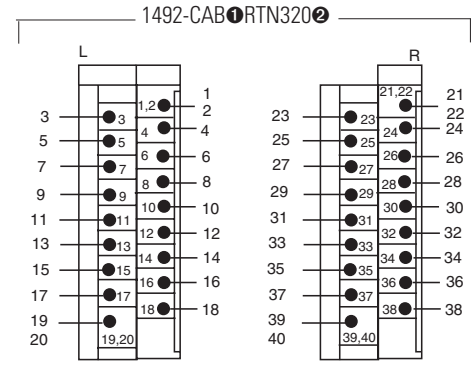 1492-CAB❶RTN320❷
L R
1 21,22 21
1,2 2 22
3 3 4 4 23 23 24 24
5 5 6 6 25 25 26 26
7 7 8 8 27 27 28 28
9 9 10 10 29 29 30 30
11 11 12 12 31 31 32 32
13 13 14 14 33 33 34 34
15 15 16 16 35 35 36 36
17 17 18 18 37 37 38 38
19 39
20 19,20 40 39,40